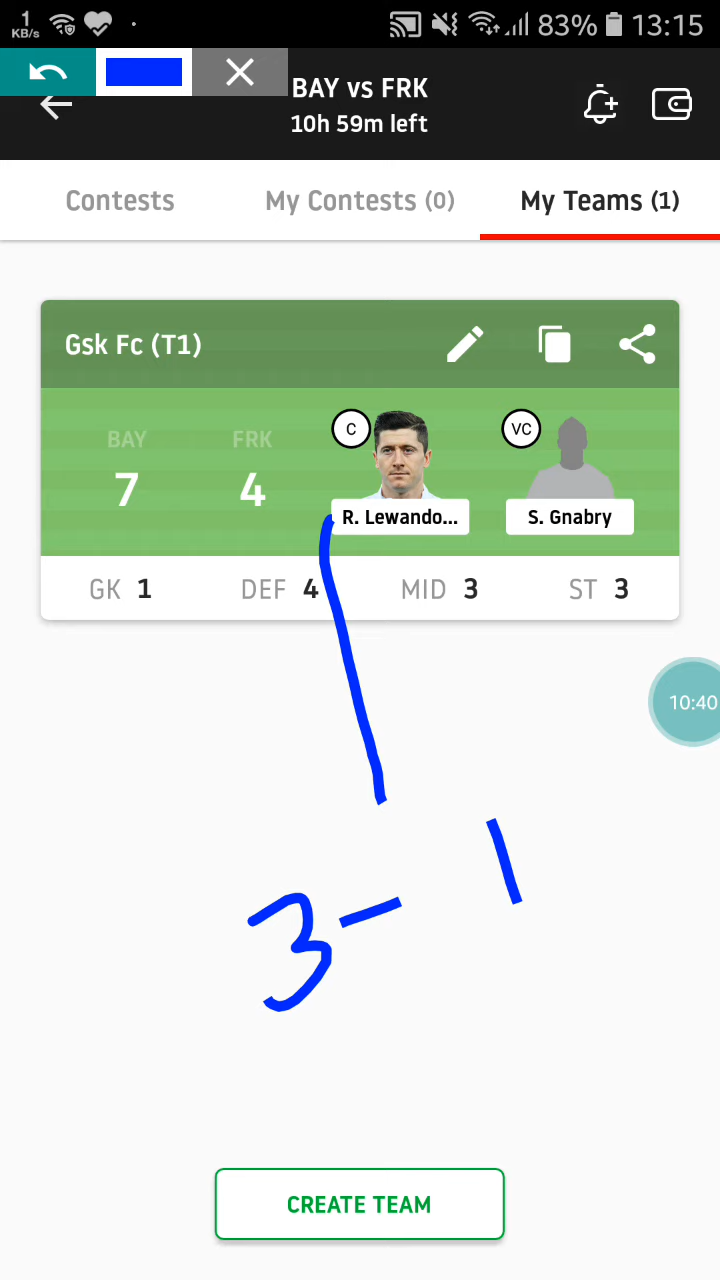 1 KB/s 83% 13:15
BAY vs FRK
10h 59m left
Contests My Contests (0) My Teams (1)
Gsk Fc (T1)
BAY FRK C VC
7 4
R. Lewando... S. Gnabry
GK 1 DEF 4 MID 3 ST 3
10:40
3 - 1
CREATE TEAM